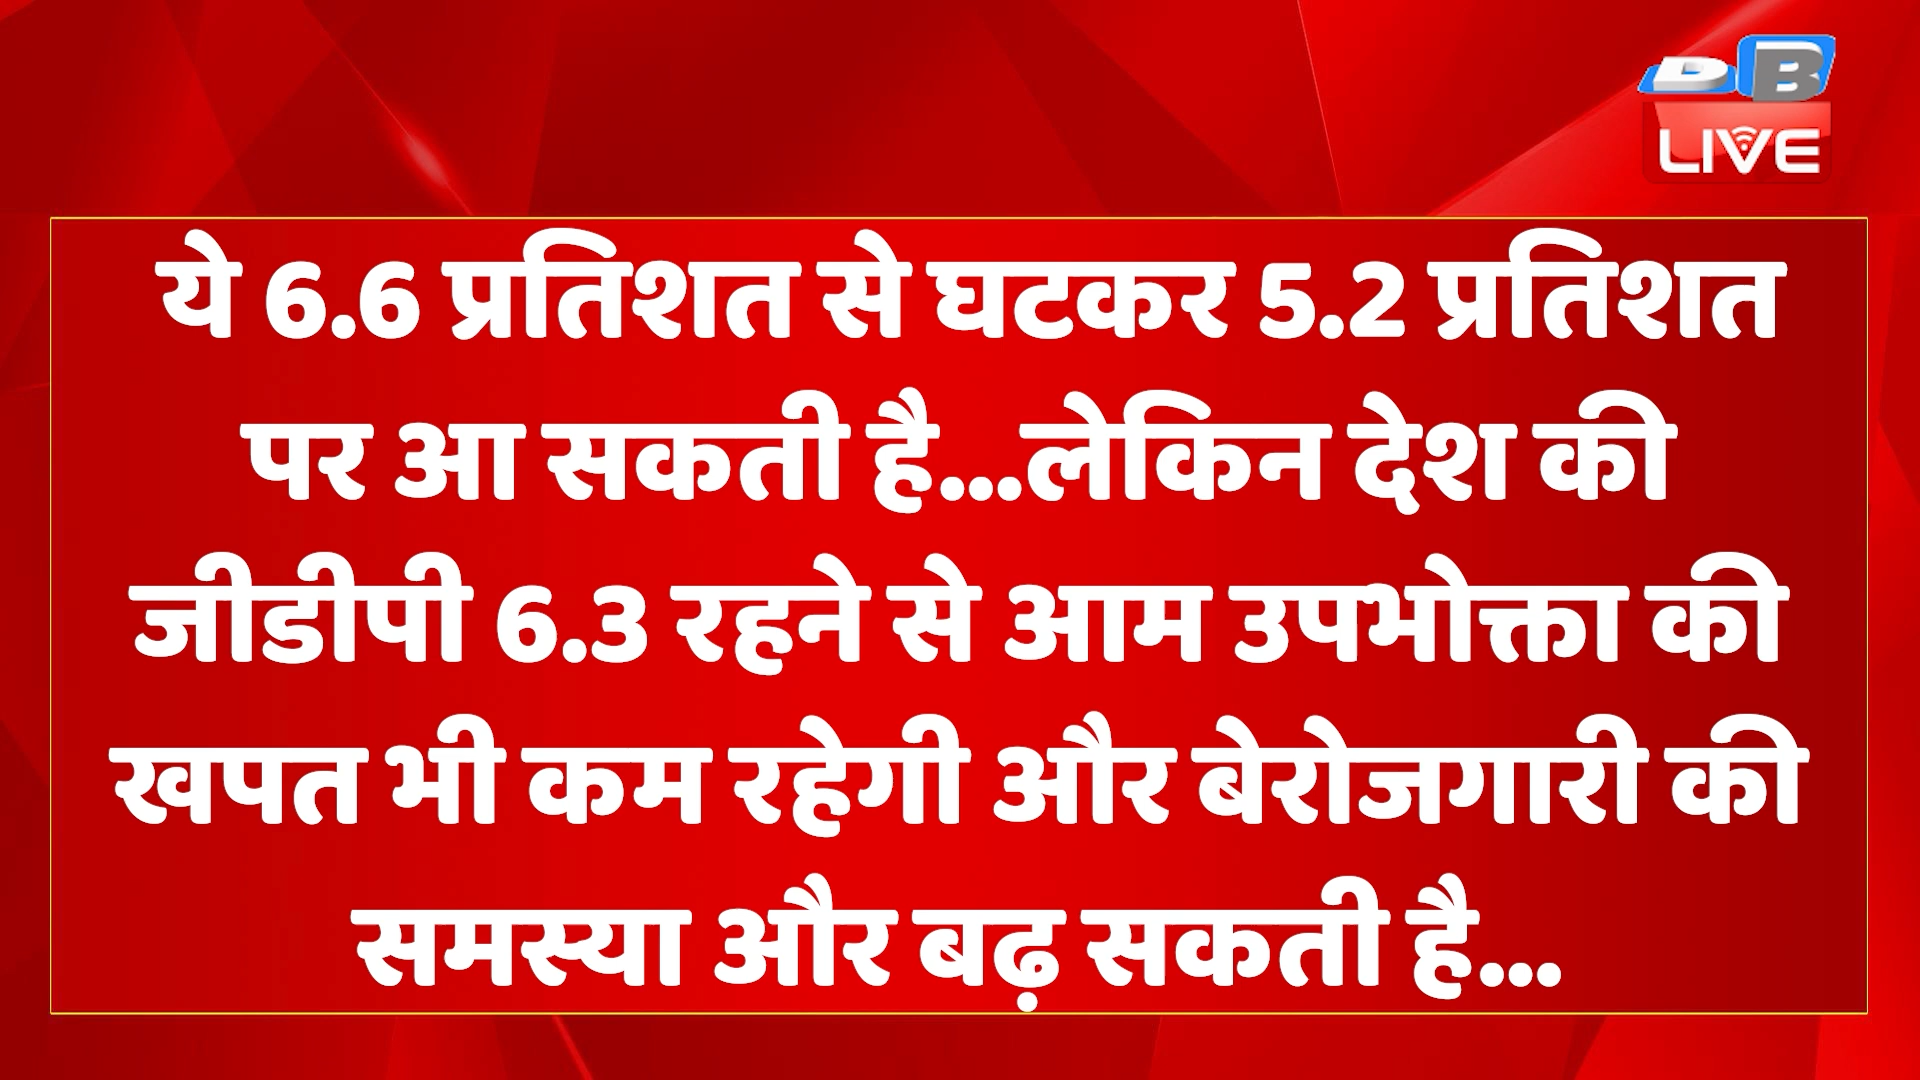 DB
LIVE
ये 6.6 प्रतिशत से घटकर 5.2 प्रतिशत
पर आ सकती है...लेकिन देश की
जीडीपी 6.3 रहने से आम उपभोक्ता की
खपत भी कम रहेगी और बेरोजगारी की
समस्या और बढ़ सकती है...